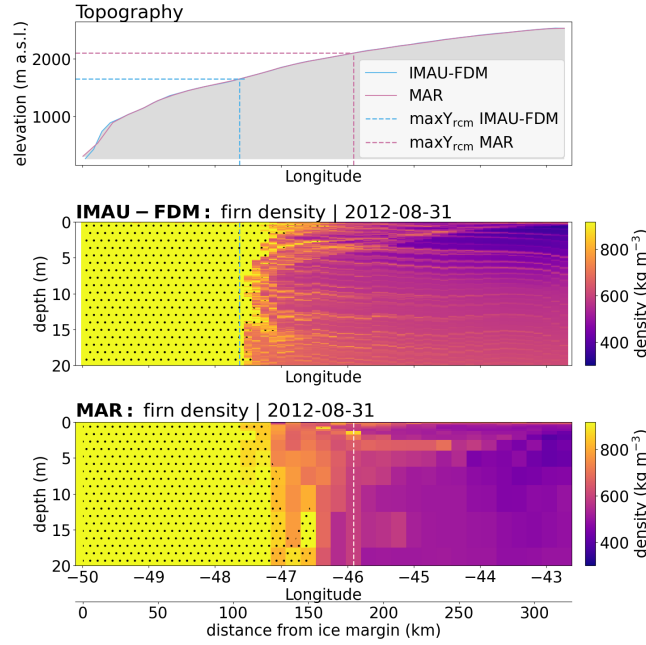 Topography
elevation (m a.s.l.)
2000
1000
IMAU-FDM
MAR
maxYrcm IMAU-FDM
maxYrcm MAR
Longitude
IMAU − FDM: firn density | 2012-08-31
depth (m)
0
5
10
15
20
Longitude
800
600
400
density (kg m−3)
MAR: firn density | 2012-08-31
depth (m)
0
5
10
15
20
−50 −49 −48 −47 −46 −45 −44 −43
Longitude
800
600
400
density (kg m−3)
0 50 100 150 200 250 300
distance from ice margin (km)